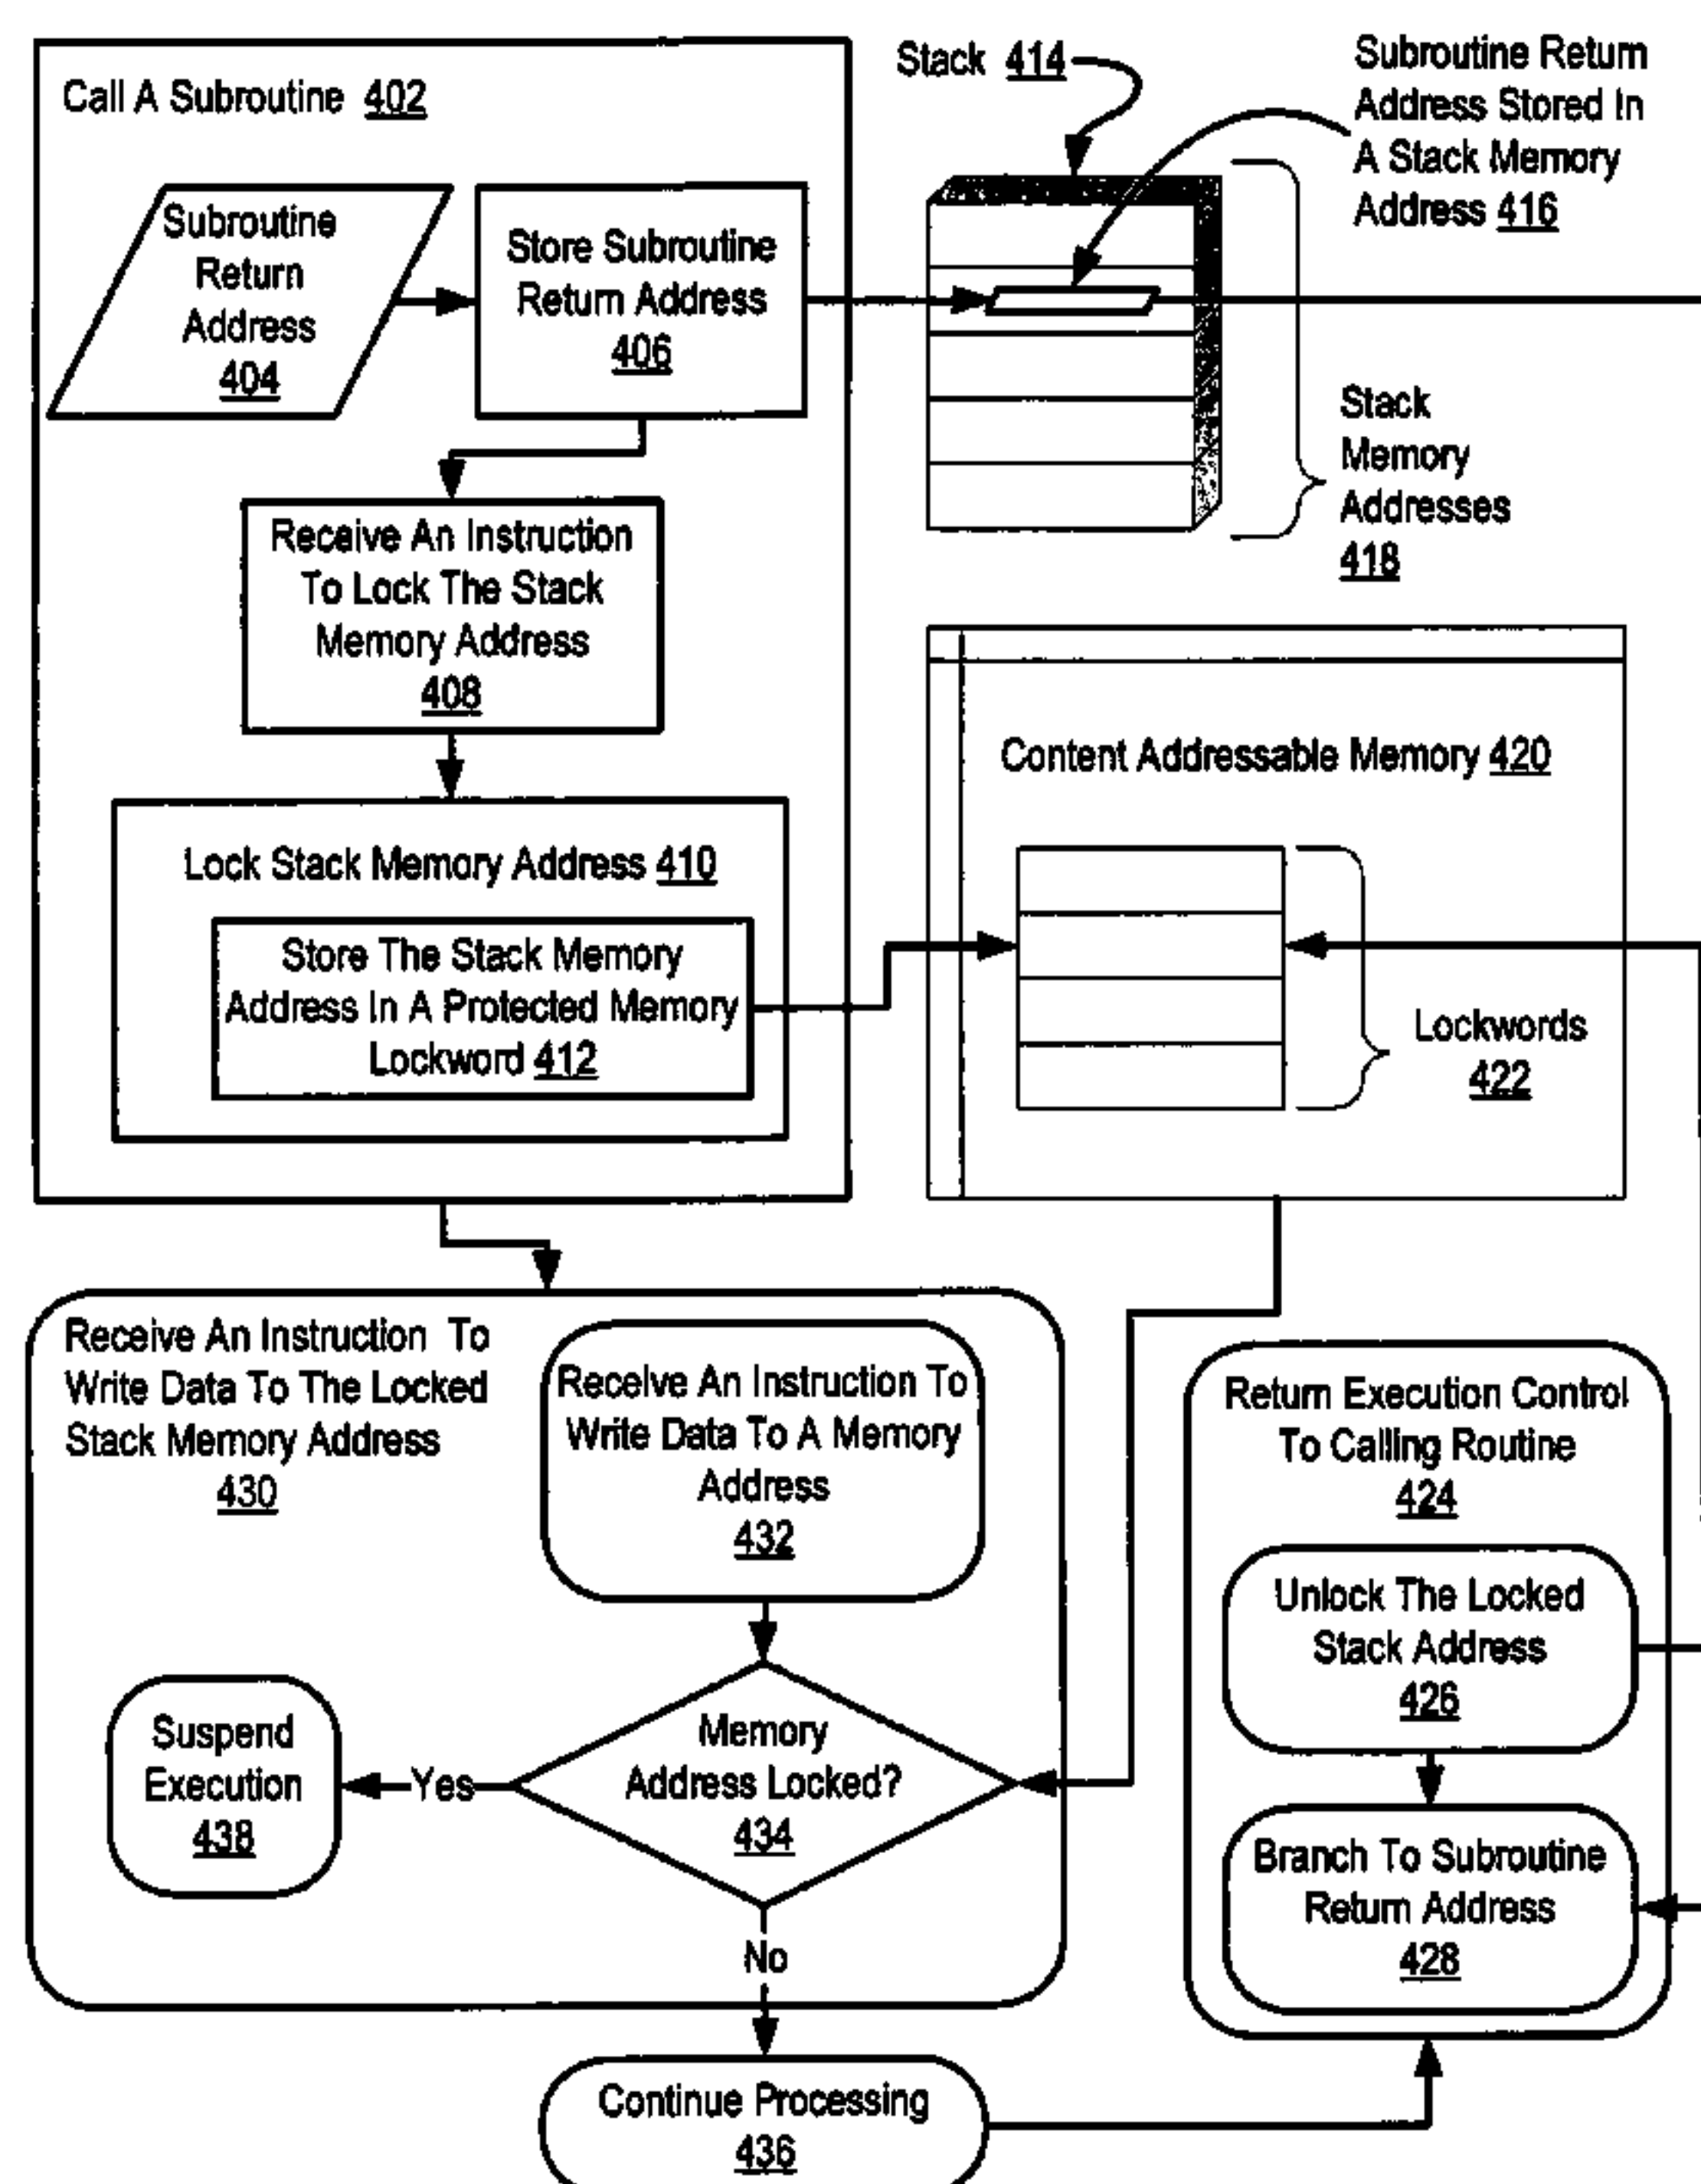 Call A Subroutine 402
Subroutine
Return
Address
404
Store Subroutine
Return Address
406
Receive An Instruction
To Lock The Stack
Memory Address
408
Lock Stack Memory Address 410
Store The Stack Memory
Address In A Protected Memory
Lockword 412
Stack 414
Subroutine Return
Address Stored In
A Stack Memory
Address 416
Stack
Memory
Addresses
418
Content Addressable Memory 420
Lockwords
422
Receive An Instruction To
Write Data To The Locked
Stack Memory Address
430
Receive An Instruction To
Write Data To A Memory
Address
432
Memory
Address Locked?
434
Yes
Suspend
Execution
438
No
Continue Processing
436
Return Execution Control
To Calling Routine
424
Unlock The Locked
Stack Address
426
Branch To Subroutine
Return Address
428